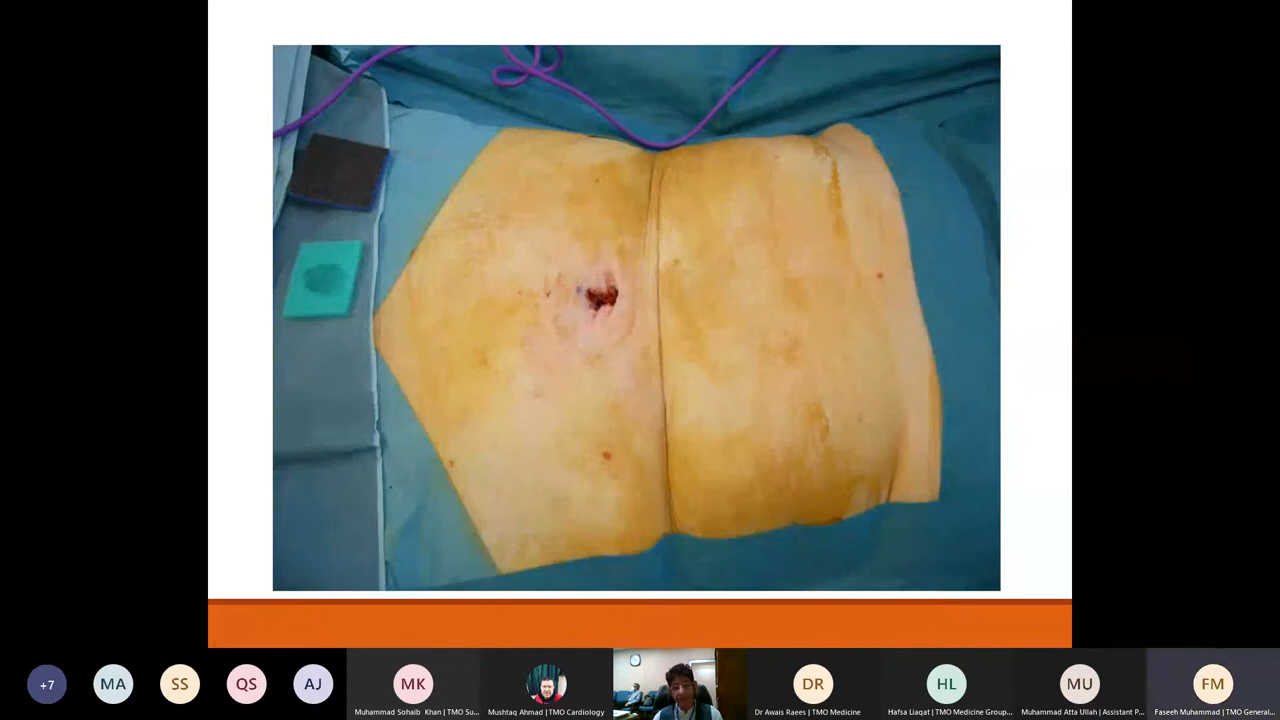 +7
MA
SS
QS
AJ
MK
DR
HL
MU
FM
Muhammad Sohaib Khan | TMO Su...
Mushtaq Ahmad | TMO Cardiology
Dr Awais Raees | TMO Medicine
Hafsa Liaqat | TMO Medicine Group...
Muhammad Atta Ullah | Assistant P...
Faseeh Muhammad | TMO General...